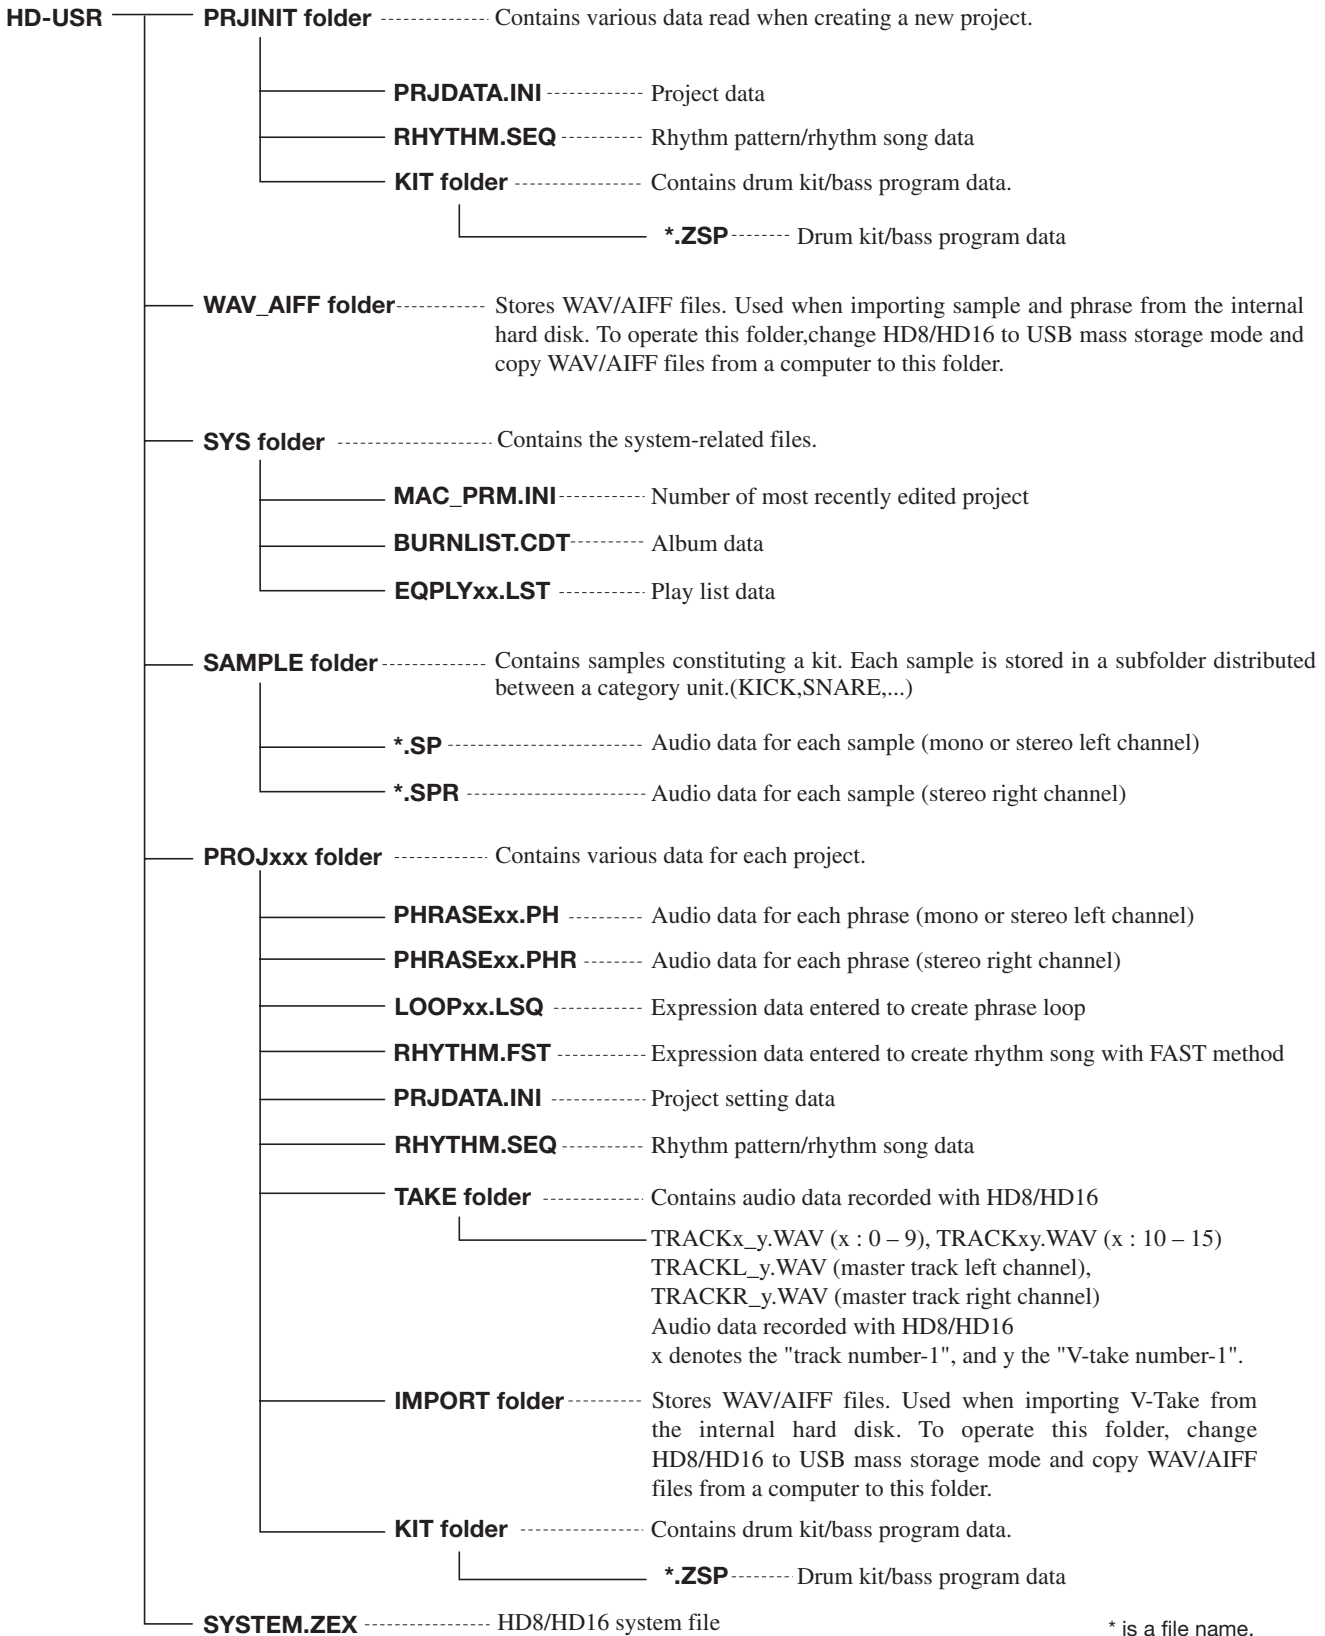 HD-USR PRJINIT folder Contains various data read when creating a new project.
PRJDATA.INI Project data
RHYTHM.SEQ Rhythm pattern/rhythm song data
KIT folder Contains drum kit/bass program data.
*.ZSP Drum kit/bass program data
WAV_AIFF folder Stores WAV/AIFF files. Used when importing sample and phrase from the internal
hard disk. To operate this folder,change HD8/HD16 to USB mass storage mode and
copy WAV/AIFF files from a computer to this folder.
SYS folder Contains the system-related files.
MAC_PRM.INI Number of most recently edited project
BURNLIST.CDT Album data
EQPLYxx.LST Play list data
SAMPLE folder Contains samples constituting a kit. Each sample is stored in a subfolder distributed
between a category unit.(KICK,SNARE,...)
*.SP Audio data for each sample (mono or stereo left channel)
*.SPR Audio data for each sample (stereo right channel)
PROJxxx folder Contains various data for each project.
PHRASExx.PH Audio data for each phrase (mono or stereo left channel)
PHRASExx.PHR Audio data for each phrase (stereo right channel)
LOOPxx.LSQ Expression data entered to create phrase loop
RHYTHM.FST Expression data entered to create rhythm song with FAST method
PRJDATA.INI Project setting data
RHYTHM.SEQ Rhythm pattern/rhythm song data
TAKE folder Contains audio data recorded with HD8/HD16
TRACKx_y.WAV (x : 0 – 9), TRACKxy.WAV (x : 10 – 15)
TRACKL_y.WAV (master track left channel),
TRACKR_y.WAV (master track right channel)
Audio data recorded with HD8/HD16
x denotes the "track number-1", and y the "V-take number-1".
IMPORT folder Stores WAV/AIFF files. Used when importing V-Take from
the internal hard disk. To operate this folder, change
HD8/HD16 to USB mass storage mode and copy WAV/AIFF
files from a computer to this folder.
KIT folder Contains drum kit/bass program data.
*.ZSP Drum kit/bass program data
SYSTEM.ZEX HD8/HD16 system file
* is a file name.